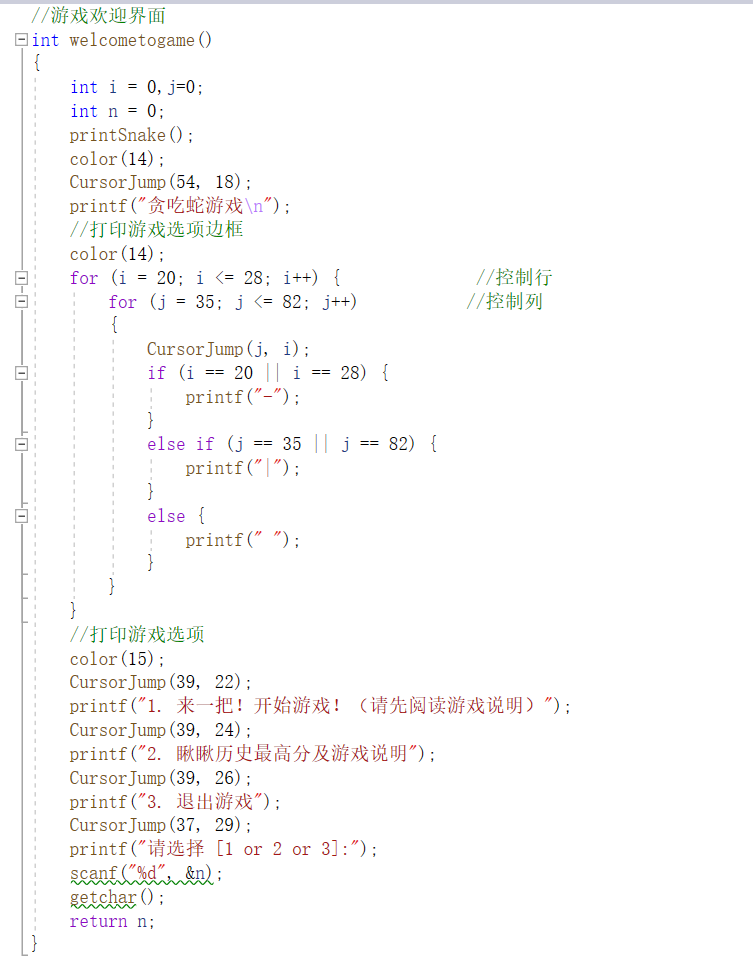 //游戏欢迎界面
int welcometogame()
{
    int i = 0,j=0;
    int n = 0;
    printSnake();
    color(14);
    CursorJump(54, 18);
    printf("贪吃蛇游戏\n");
    //打印游戏选项边框
    color(14);
    for (i = 20; i <= 28; i++) {              //控制行
        for (j = 35; j <= 82; j++)           //控制列
        {
            CursorJump(j, i);
            if (i == 20 || i == 28) {
                printf("-");
            }
            else if (j == 35 || j == 82) {
                printf("|");
            }
            else {
                printf(" ");
            }
        }
    }
    //打印游戏选项
    color(15);
    CursorJump(39, 22);
    printf("1. 来一把！开始游戏！（请先阅读游戏说明）");
    CursorJump(39, 24);
    printf("2. 瞅瞅历史最高分及游戏说明");
    CursorJump(39, 26);
    printf("3. 退出游戏");
    CursorJump(37, 29);
    printf("请选择 [1 or 2 or 3]:");
    scanf("%d", &n);
    getchar();
    return n;
}